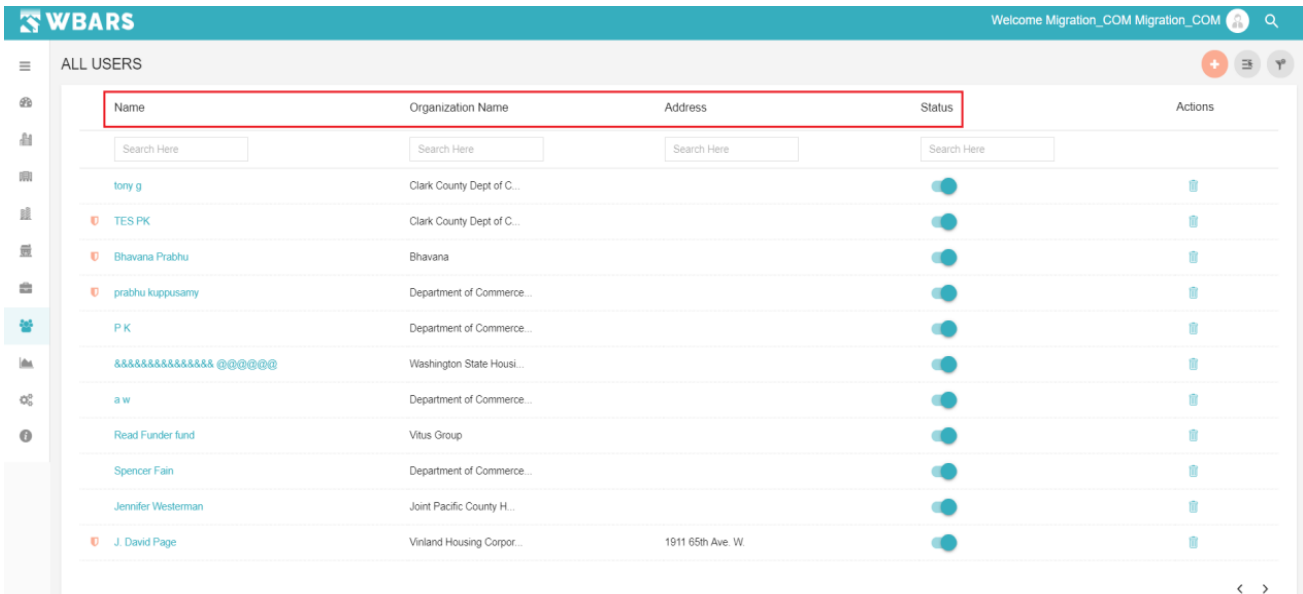 WBARS Welcome Migration_COM Migration_COM
ALL USERS
Name Organization Name Address Status Actions
Search Here Search Here Search Here Search Here
tony g Clark County Dept of C...
TES PK Clark County Dept of C...
Bhavana Prabhu Bhavana
prabhu kuppusamy Department of Commerce...
P K Department of Commerce...
&&&&&&&&&&&&&&& @@@@@@ Washington State Housi...
a w Department of Commerce...
Read Funder fund Vitus Group
Spencer Fain Department of Commerce...
Jennifer Westerman Joint Pacific County H...
J. David Page Vinland Housing Corpor... 1911 65th Ave. W.